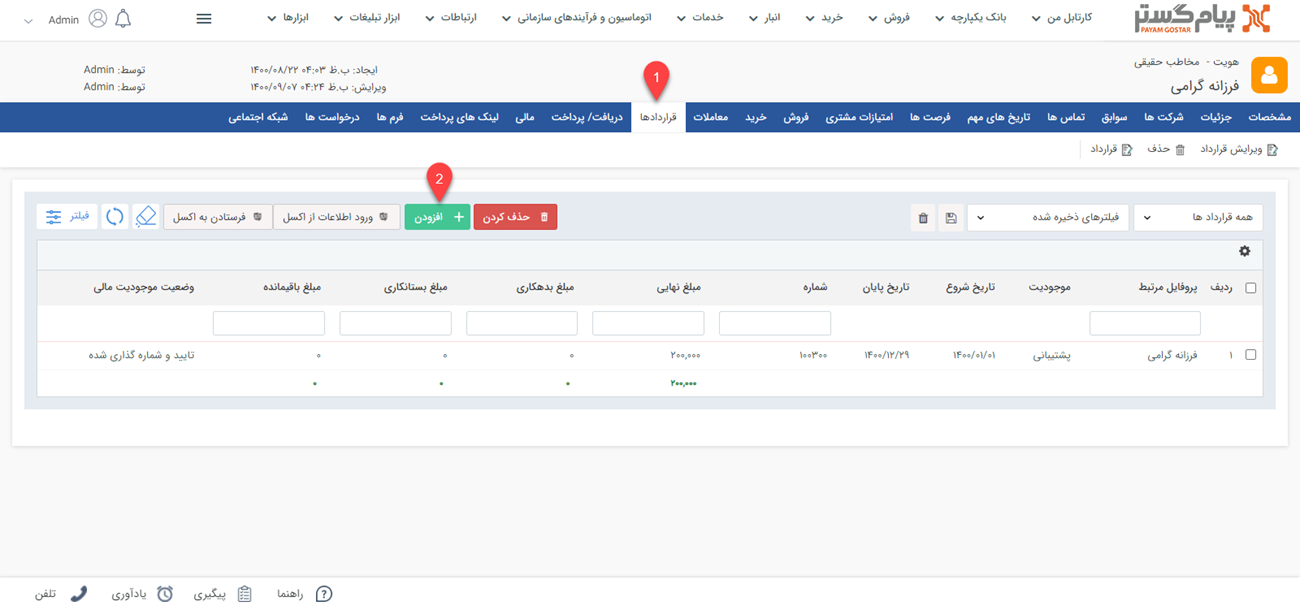 پیام گستر
PAYAM GOSTAR
کارتابل من
بانک یکپارچه
فروش
خرید
انبار
خدمات
ارتباطات
اتوماسیون و فرآیندهای سازمانی
ابزار تبلیغات
ابزارها
Admin
هویت - مخاطب حقیقی
فرزانه گرامی
ایجاد: ب.ظ ۰۴:۰۳ ۱۴۰۰/۰۸/۲۲
توسط: Admin
ویرایش: ب.ظ ۰۴:۲۴ ۱۴۰۰/۰۹/۰۷
توسط: Admin
1
مشخصات
جزئیات
شرکت ها
سوابق
تماس ها
تاریخ های مهم
فرصت ها
امتیازات مشتری
فروش
خرید
معاملات
قراردادها
دریافت/ پرداخت
مالی
لینک های پرداخت
فرم ها
درخواست ها
شبکه اجتماعی
ویرایش قرارداد
حذف
قرارداد
2
همه قرارداد ها
فیلترهای ذخیره شده
حذف کردن
افزودن
ورود اطلاعات از اکسل
فرستادن به اکسل
فیلتر
ردیف
پروفایل مرتبط
موجودیت
تاریخ شروع
تاریخ پایان
شماره
مبلغ نهایی
مبلغ بدهکاری
مبلغ بستانکاری
مبلغ باقیمانده
وضعیت موجودیت مالی
۱
فرزانه گرامی
پشتیبانی
۱۴۰۰/۰۱/۰۱
۱۴۰۰/۱۲/۲۹
۱۰۰۳۰۰
۲۰۰,۰۰۰
۰
۰
۰
تایید و شماره گذاری شده
۲۰۰,۰۰۰
۰
۰
۰
راهنما
پیگیری
یادآوری
تلفن